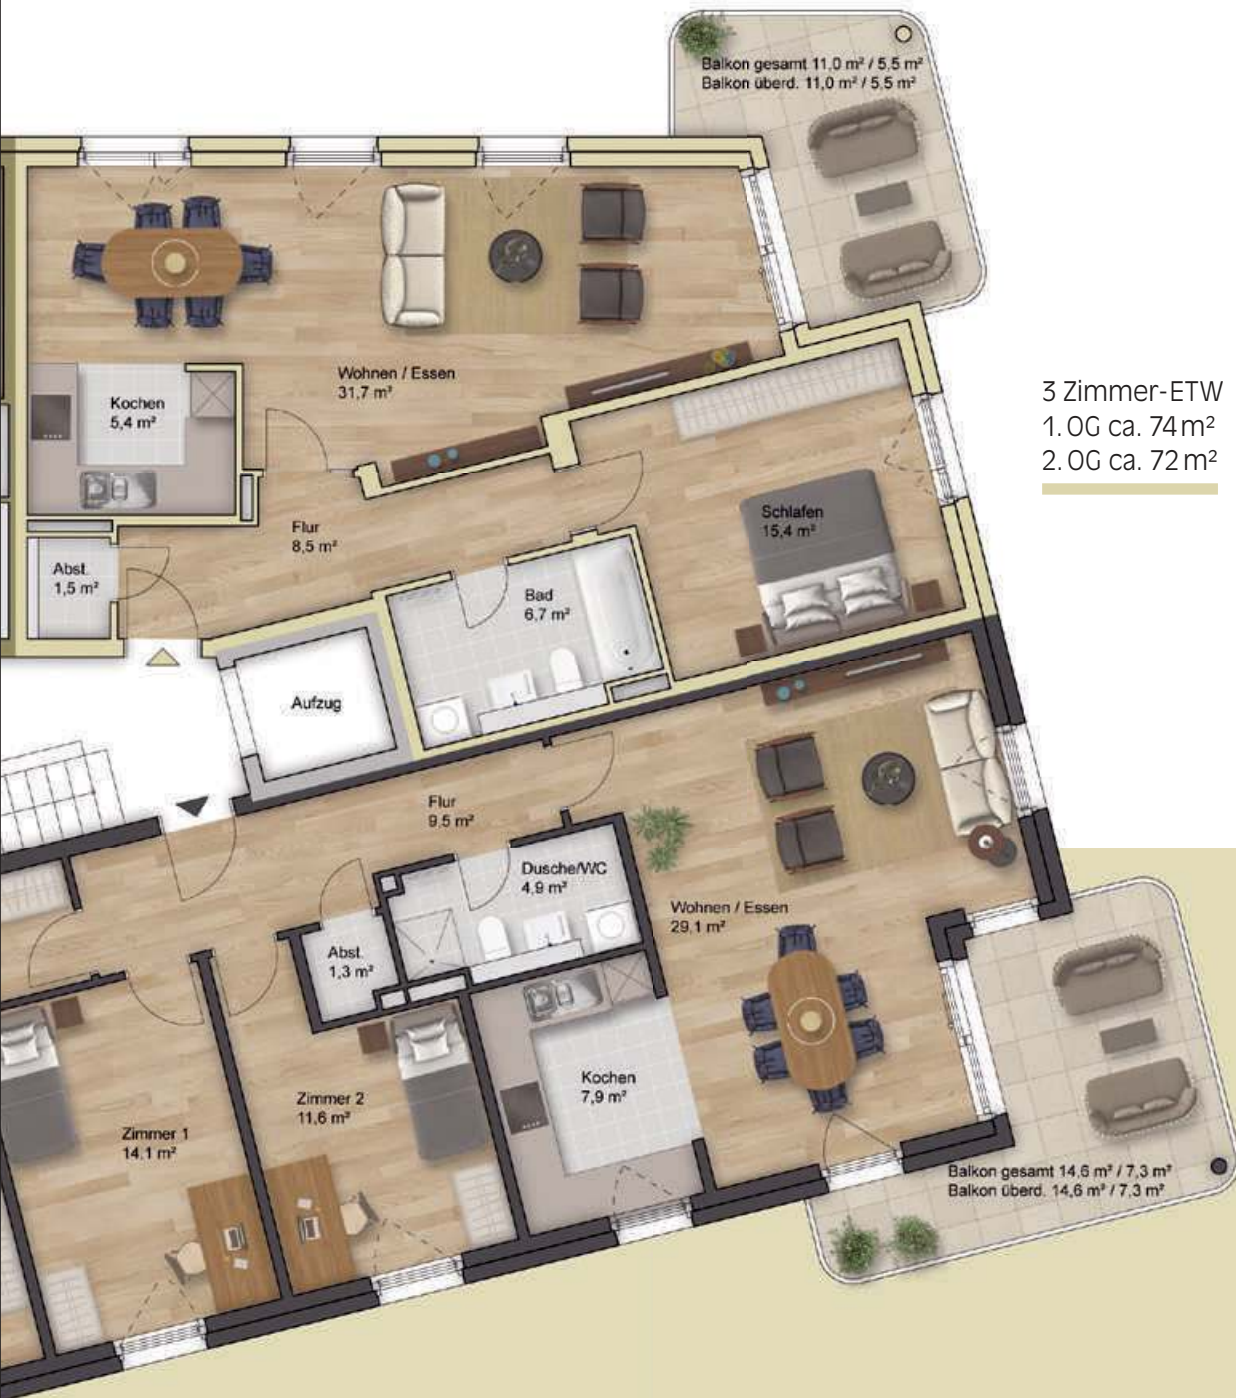 Balkon gesamt 11,0 m² / 5,5 m²
Balkon überd. 11,0 m² / 5,5 m²
Wohnen / Essen
31,7 m²
Kochen
5,4 m²
3 Zimmer-ETW
1. OG ca. 74 m²
2. OG ca. 72 m²
Schlafen
15,4 m²
Flur
8,5 m²
Abst.
1,5 m²
Bad
6,7 m²
Aufzug
Flur
9,5 m²
Dusche/WC
4,9 m²
Wohnen / Essen
29,1 m²
Abst.
1,3 m²
Kochen
7,9 m²
Zimmer 2
11,6 m²
Zimmer 1
14,1 m²
Balkon gesamt 14,6 m² / 7,3 m²
Balkon überd. 14,6 m² / 7,3 m²